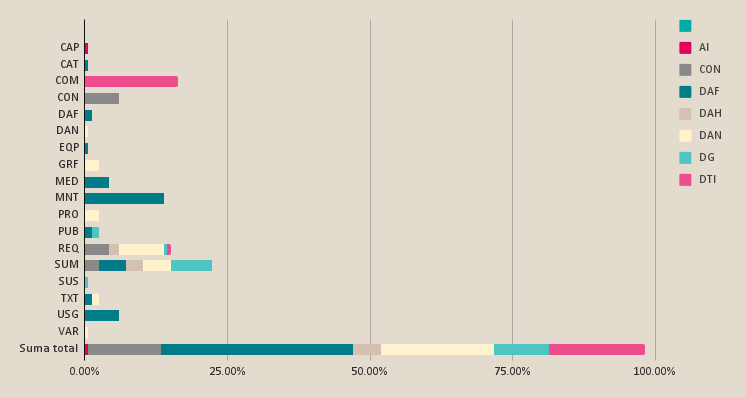 CAP
CAT
COM
CON
DAF
DAN
EQP
GRF
MED
MNT
PRO
PUB
REQ
SUM
SUS
TXT
USG
VAR
Suma total
0.00% 25.00% 50.00% 75.00% 100.00%
AI
CON
DAF
DAH
DAN
DG
DTI